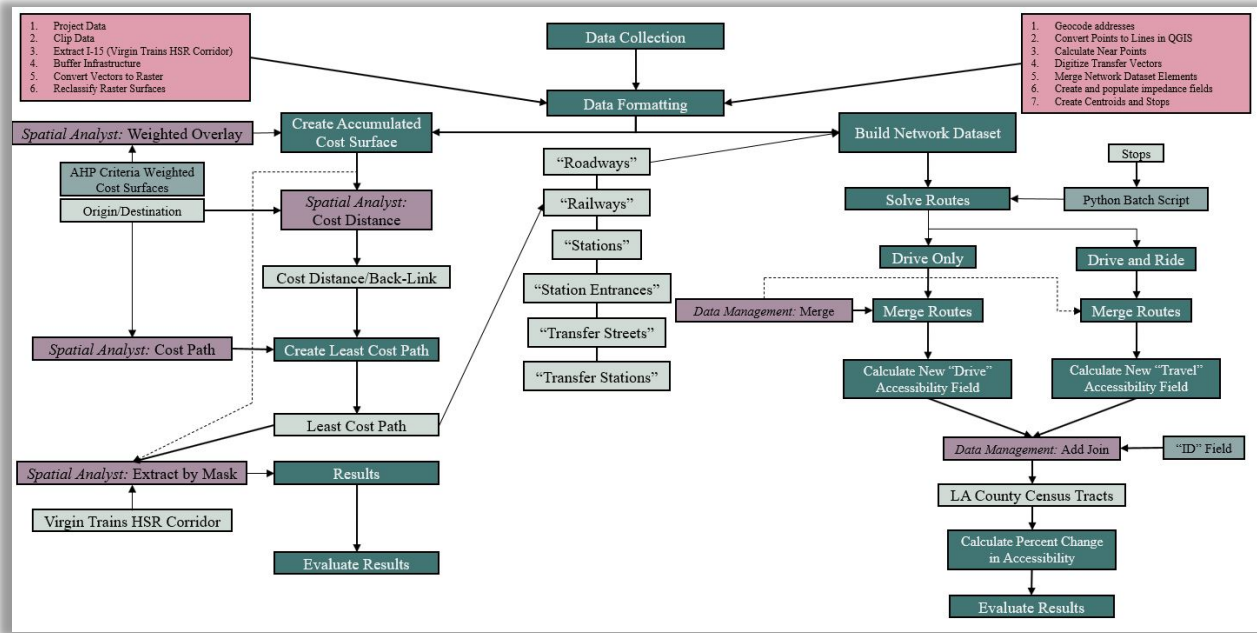 1. Project Data
2. Clip Data
3. Extract I-15 (Virgin Trains HSR Corridor)
4. Buffer Infrastructure
5. Convert Vectors to Raster
6. Reclassify Raster Surfaces
Data Collection
1. Geocode addresses
2. Convert Points to Lines in QGIS
3. Calculate Near Points
4. Digitize Transfer Vectors
5. Merge Network Dataset Elements
6. Create and populate impedance fields
7. Create Centroids and Stops
Data Formatting
Spatial Analyst: Weighted Overlay
Create Accumulated
Cost Surface
AHP Criteria Weighted
Cost Surfaces
Origin/Destination
Spatial Analyst:
Cost Distance
Cost Distance/Back-Link
Spatial Analyst: Cost Path
Create Least Cost Path
Least Cost Path
Spatial Analyst: Extract by Mask
Results
Virgin Trains HSR Corridor
Evaluate Results
“Roadways”
“Railways”
“Stations”
“Station Entrances”
“Transfer Streets”
“Transfer Stations”
Build Network Dataset
Stops
Solve Routes
Python Batch Script
Drive Only
Drive and Ride
Data Management: Merge
Merge Routes
Merge Routes
Calculate New “Drive”
Accessibility Field
Calculate New “Travel”
Accessibility Field
Data Management: Add Join
“ID” Field
LA County Census Tracts
Calculate Percent Change
in Accessibility
Evaluate Results